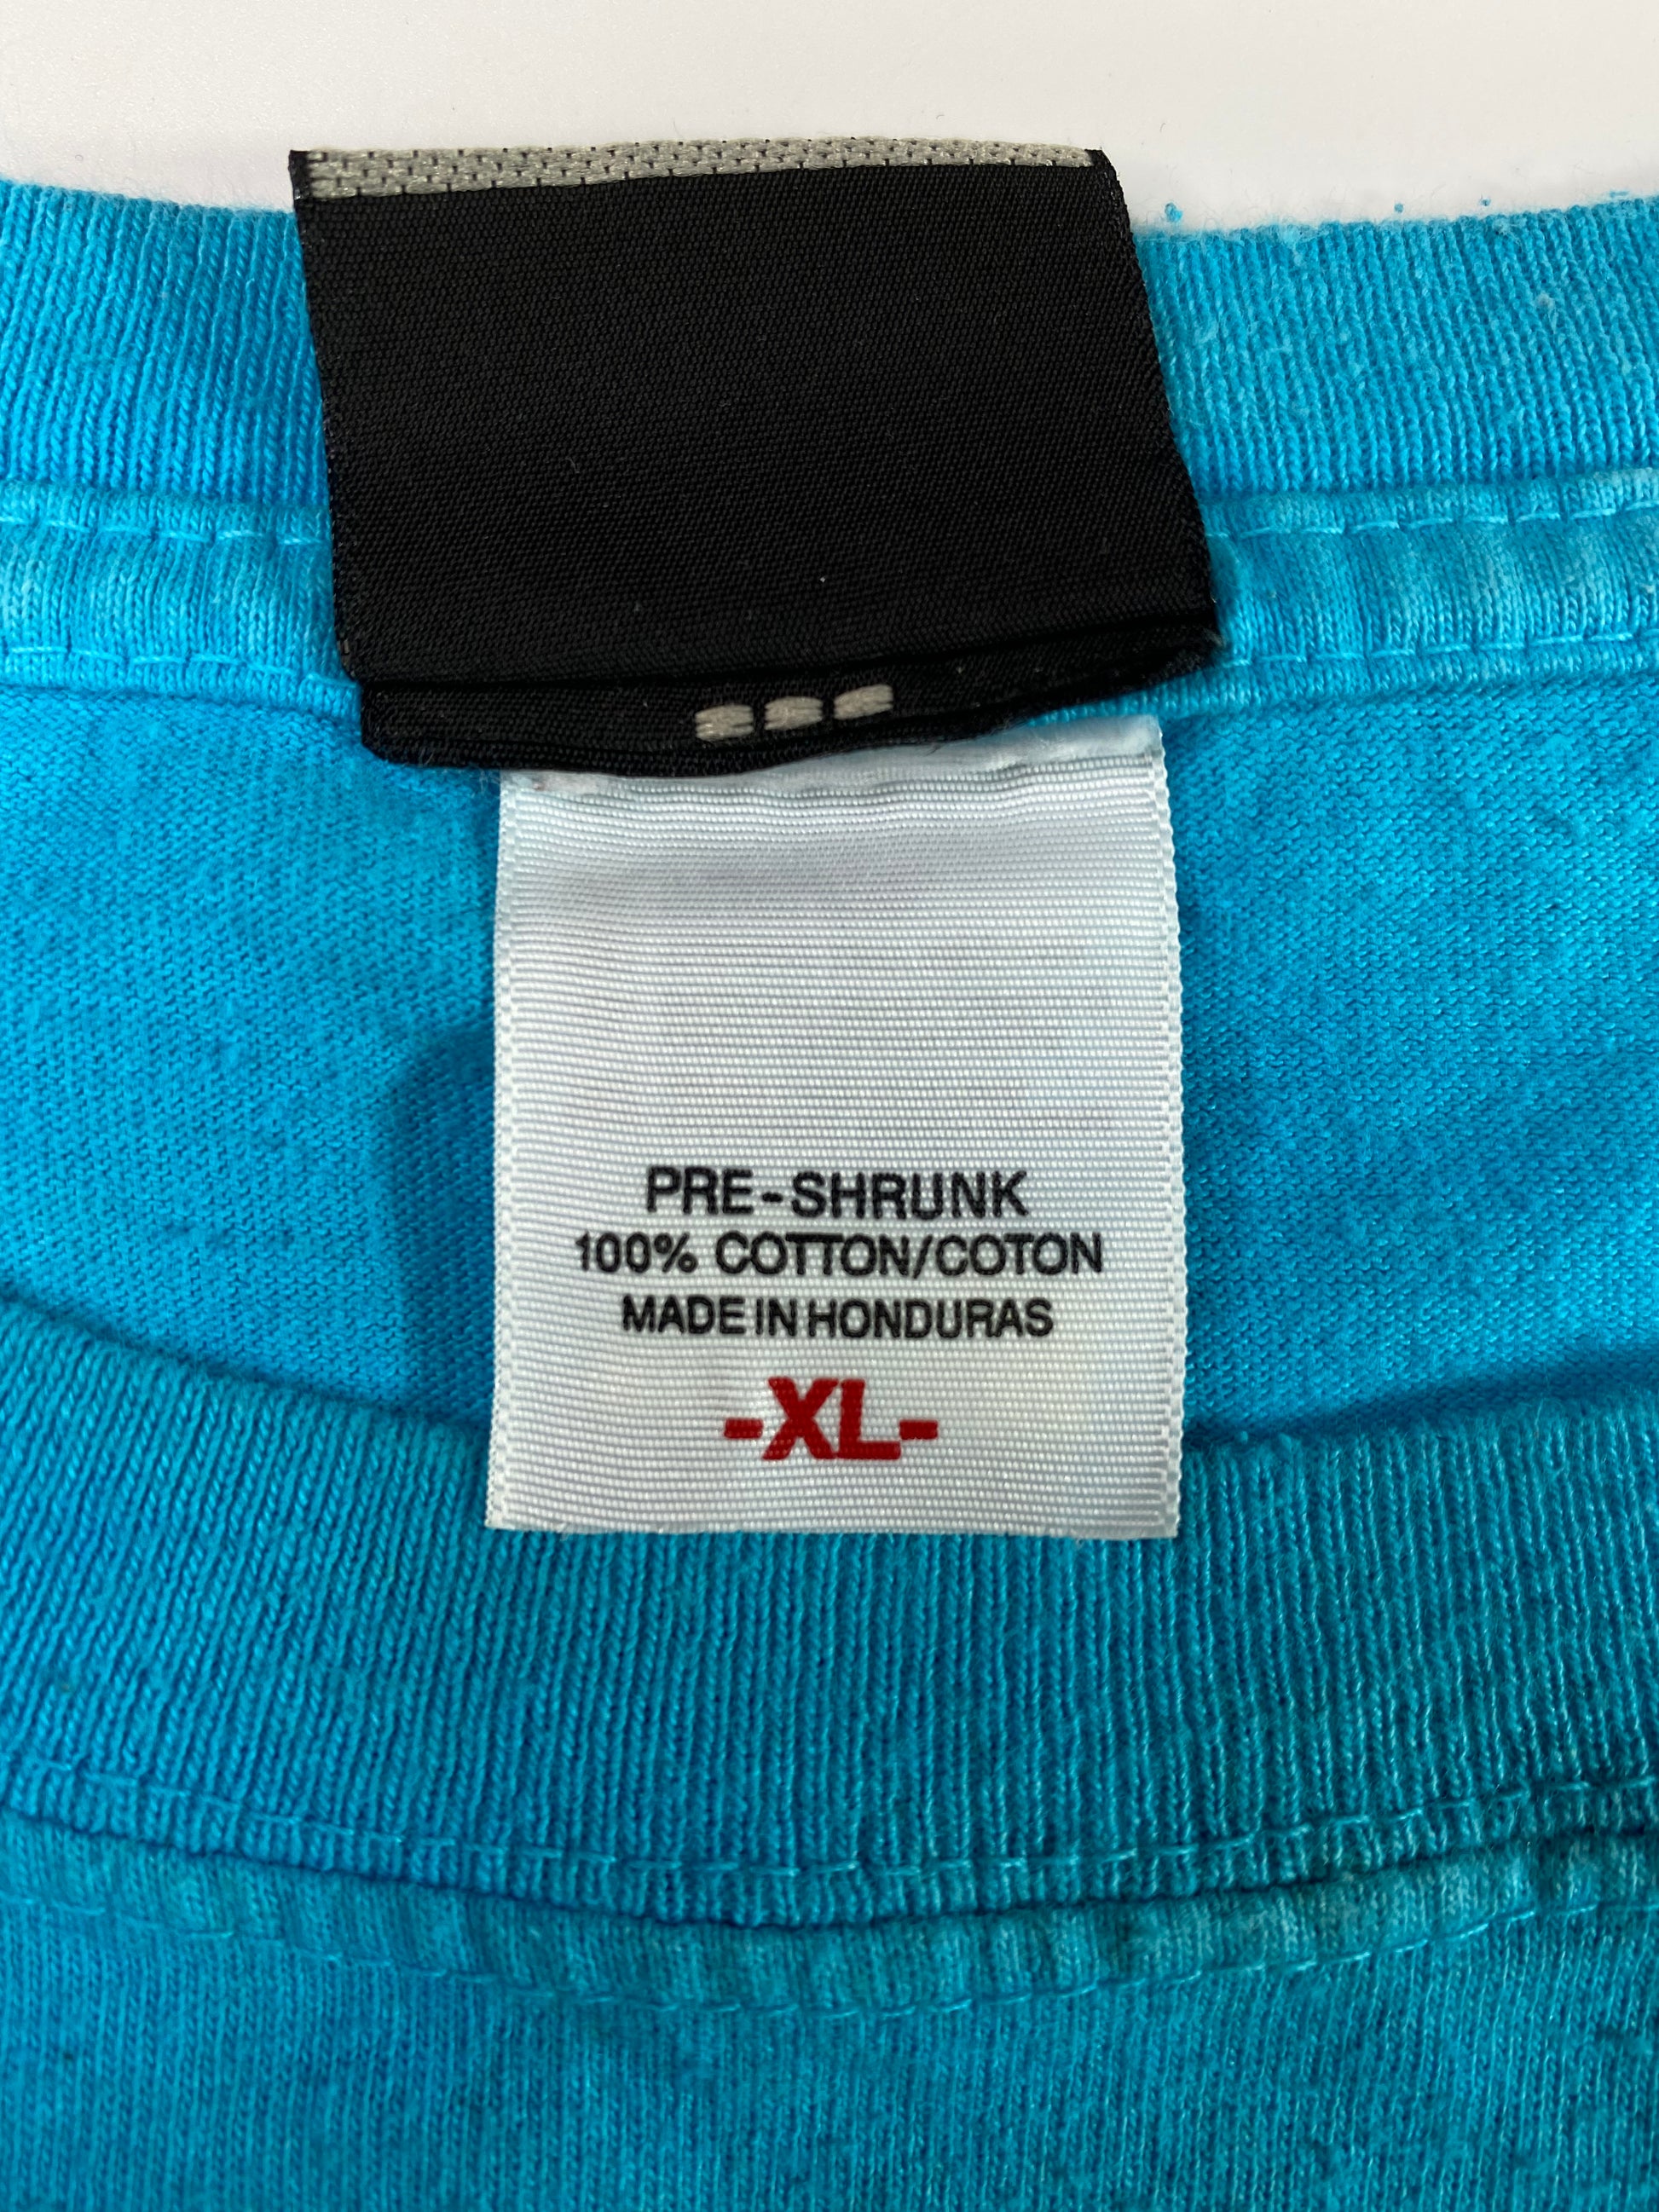 PRE-SHRUNK
100% COTTON/COTON
MADE IN HONDURAS
-XL-